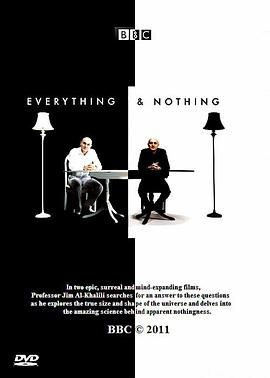 BBC
EVERYTHING & NOTHING
In two epic, surreal and mind-expanding films,
Professor Jim Al-Khalili searches for an answer to these questions
as he explores the true size and shape of the universe and delves into
the amazing science behind apparent nothingness.
BBC © 2011
DVD